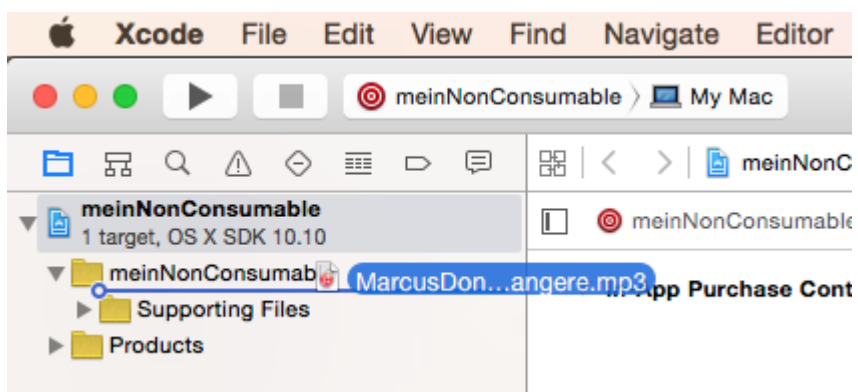 Xcode File Edit View Find Navigate Editor
meinNonConsumable My Mac
meinNonC
meinNonConsumable
1 target, OS X SDK 10.10
meinNonConsumable
meinNonConsumab
MarcusDon...angere.mp3
App Purchase Cont
Supporting Files
Products